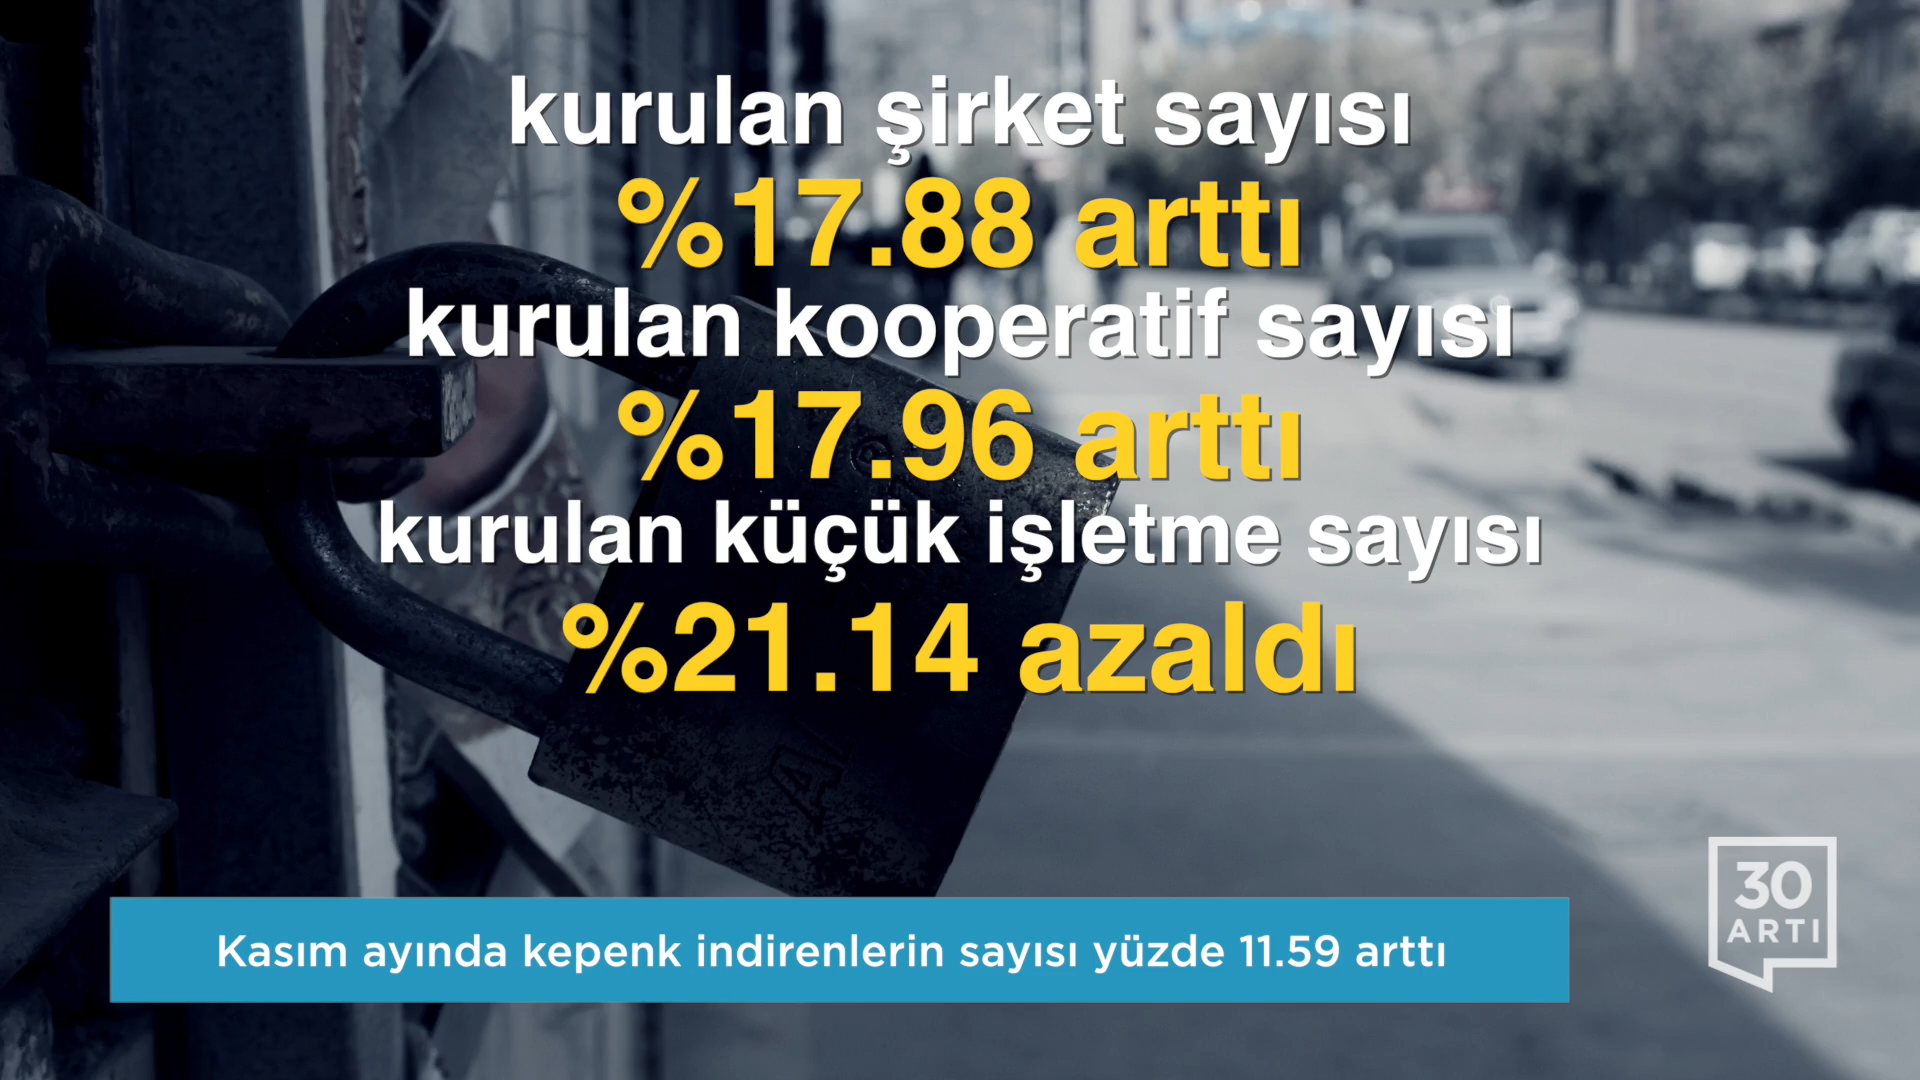 kurulan şirket sayısı
%17.88 arttı
kurulan kooperatif sayısı
%17.96 arttı
kurulan küçük işletme sayısı
%21.14 azaldı
Kasım ayında kepenk indirenlerin sayısı yüzde 11.59 arttı
30
ARTI